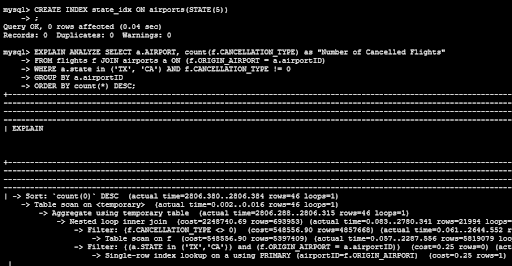 mysql> CREATE INDEX state_idx ON airports(STATE(5))
    -> ;
Query OK, 0 rows affected (0.04 sec)
Records: 0  Duplicates: 0  Warnings: 0
mysql> EXPLAIN ANALYZE SELECT a.AIRPORT, count(f.CANCELLATION_TYPE) as "Number of Cancelled Flights"
    -> FROM flights f JOIN airports a ON (f.ORIGIN_AIRPORT = a.airportID)
    -> WHERE a.state in ('TX', 'CA') AND f.CANCELLATION_TYPE != 0
    -> GROUP BY a.airportID
    -> ORDER BY count(*) DESC;
| EXPLAIN
| -> Sort: `count(0)` DESC  (actual time=2806.380..2806.384 rows=46 loops=1)
    -> Table scan on <temporary>  (actual time=0.002..0.016 rows=46 loops=1)
        -> Aggregate using temporary table  (actual time=2806.288..2806.315 rows=46 loops=1)
            -> Nested loop inner join  (cost=2248740.69 rows=693953) (actual time=0.083..2780.341 rows=21994 loops=
                -> Filter: (f.CANCELLATION_TYPE <> 0)  (cost=548556.90 rows=4857668) (actual time=0.061..2644.552
                    -> Table scan on f  (cost=548556.90 rows=5397409) (actual time=0.057..2287.556 rows=5819079 loo
                -> Filter: ((a.STATE in ('TX','CA')) and (f.ORIGIN_AIRPORT = a.airportID))  (cost=0.25 rows=0) (act
                    -> Single-row index lookup on a using PRIMARY (airportID=f.ORIGIN_AIRPORT)  (cost=0.25 rows=1)